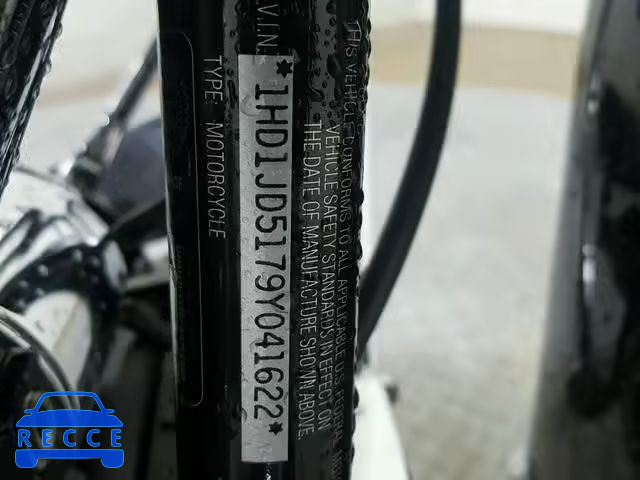 THIS VEHICLE CONFORMS TO ALL APPLICABLE U.S. FEDERAL
VEHICLE SAFETY STANDARDS IN EFFECT ON
THE DATE OF MANUFACTURE SHOWN ABOVE.
V.I.N.
*1HD1JD5179Y041622*
TYPE: MOTORCYCLE
RECCE